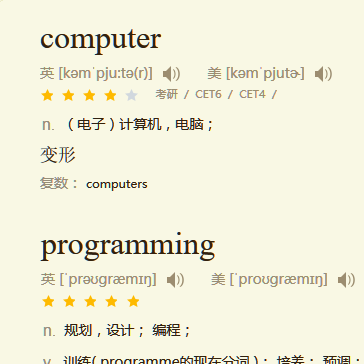 computer
英 [kəmˈpju:tə(r)] 美 [kəmˈpjutɚ]
考研 / CET6 / CET4 /
n. （电子）计算机，电脑；
变形
复数： computers
programming
英 [ˈprəʊɡræmɪŋ] 美 [ˈproʊɡræmɪŋ]
n. 规划，设计； 编程；
v. 训练( programme的现在分词 )； 培养； 预调；